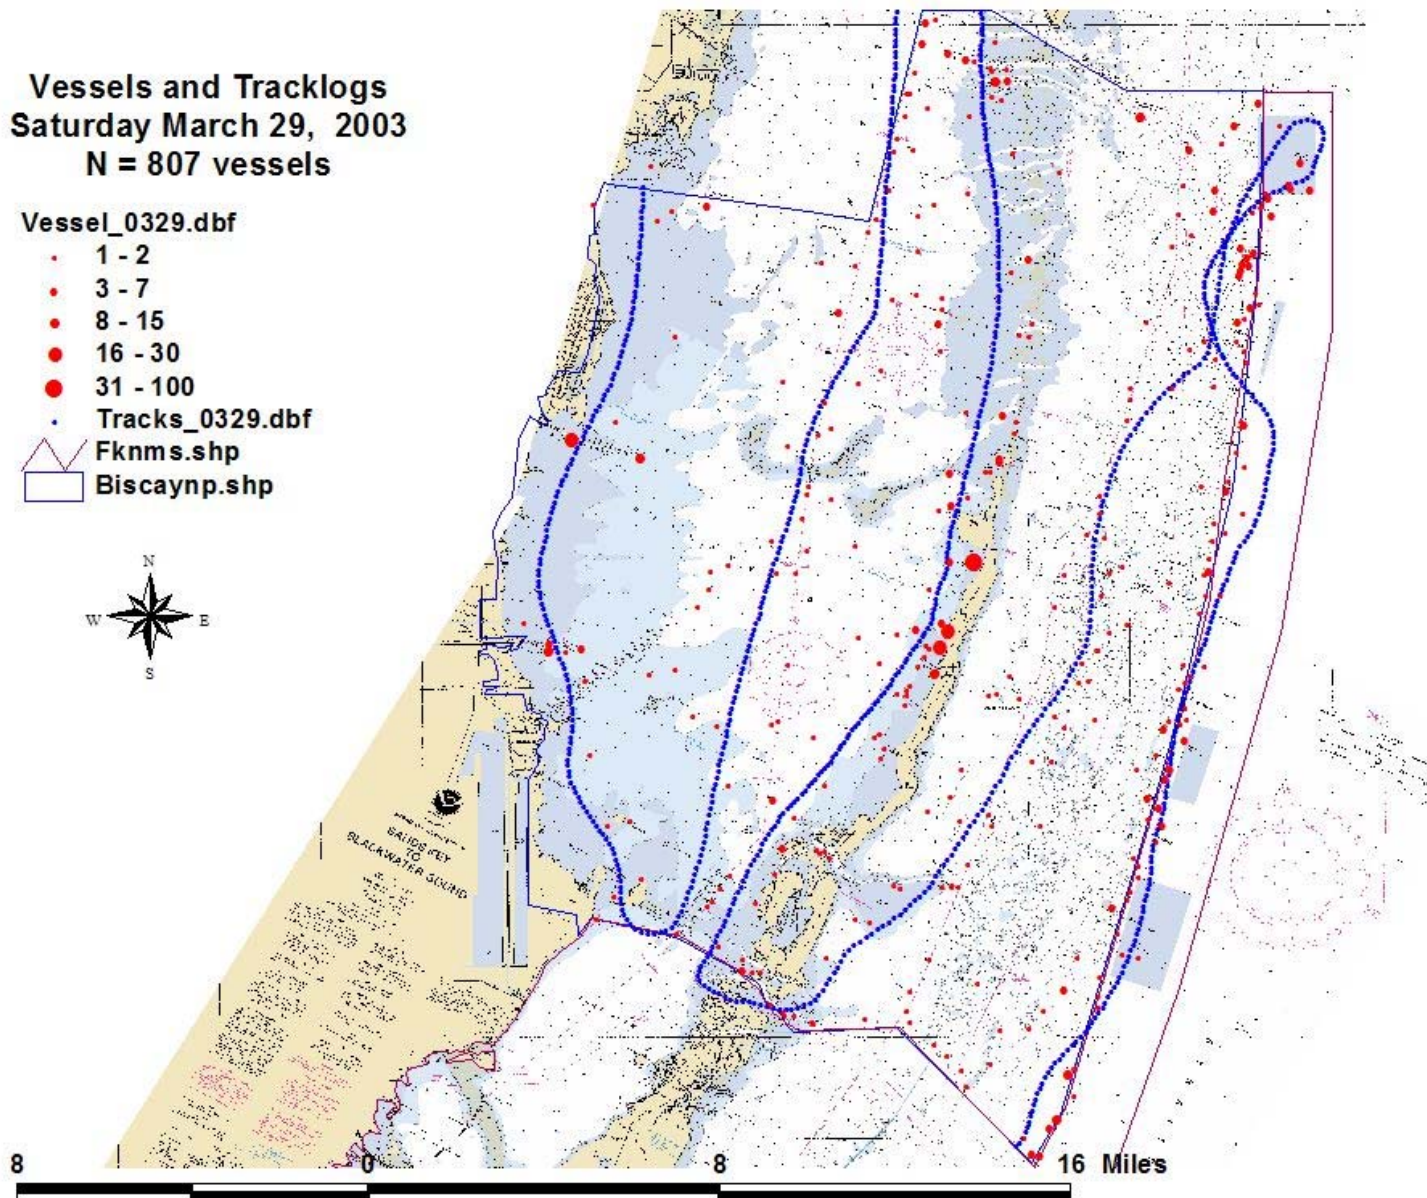 Vessels and Tracklogs
Saturday March 29, 2003
N = 807 vessels
Vessel_0329.dbf
1 - 2
3 - 7
8 - 15
16 - 30
31 - 100
Tracks_0329.dbf
Fknms.shp
Biscaynp.shp
N
W E
S
TO
BLACKWATER SOUND
8 0 8 16 Miles